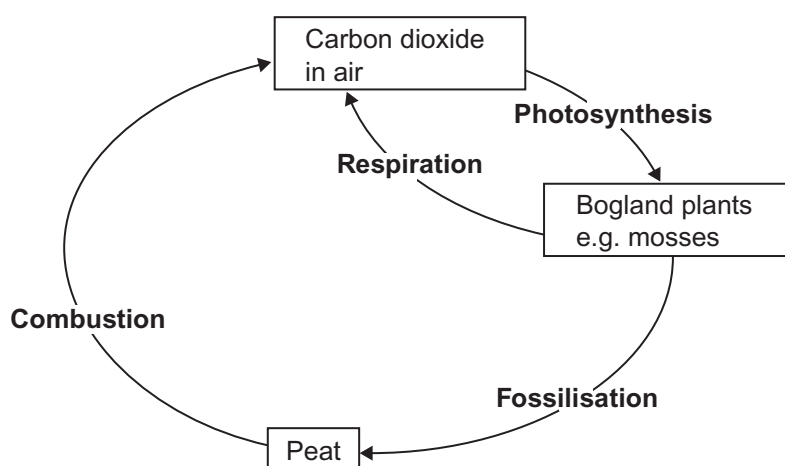 Carbon dioxide
in air
Photosynthesis
Respiration
Bogland plants
e.g. mosses
Combustion
Fossilisation
Peat